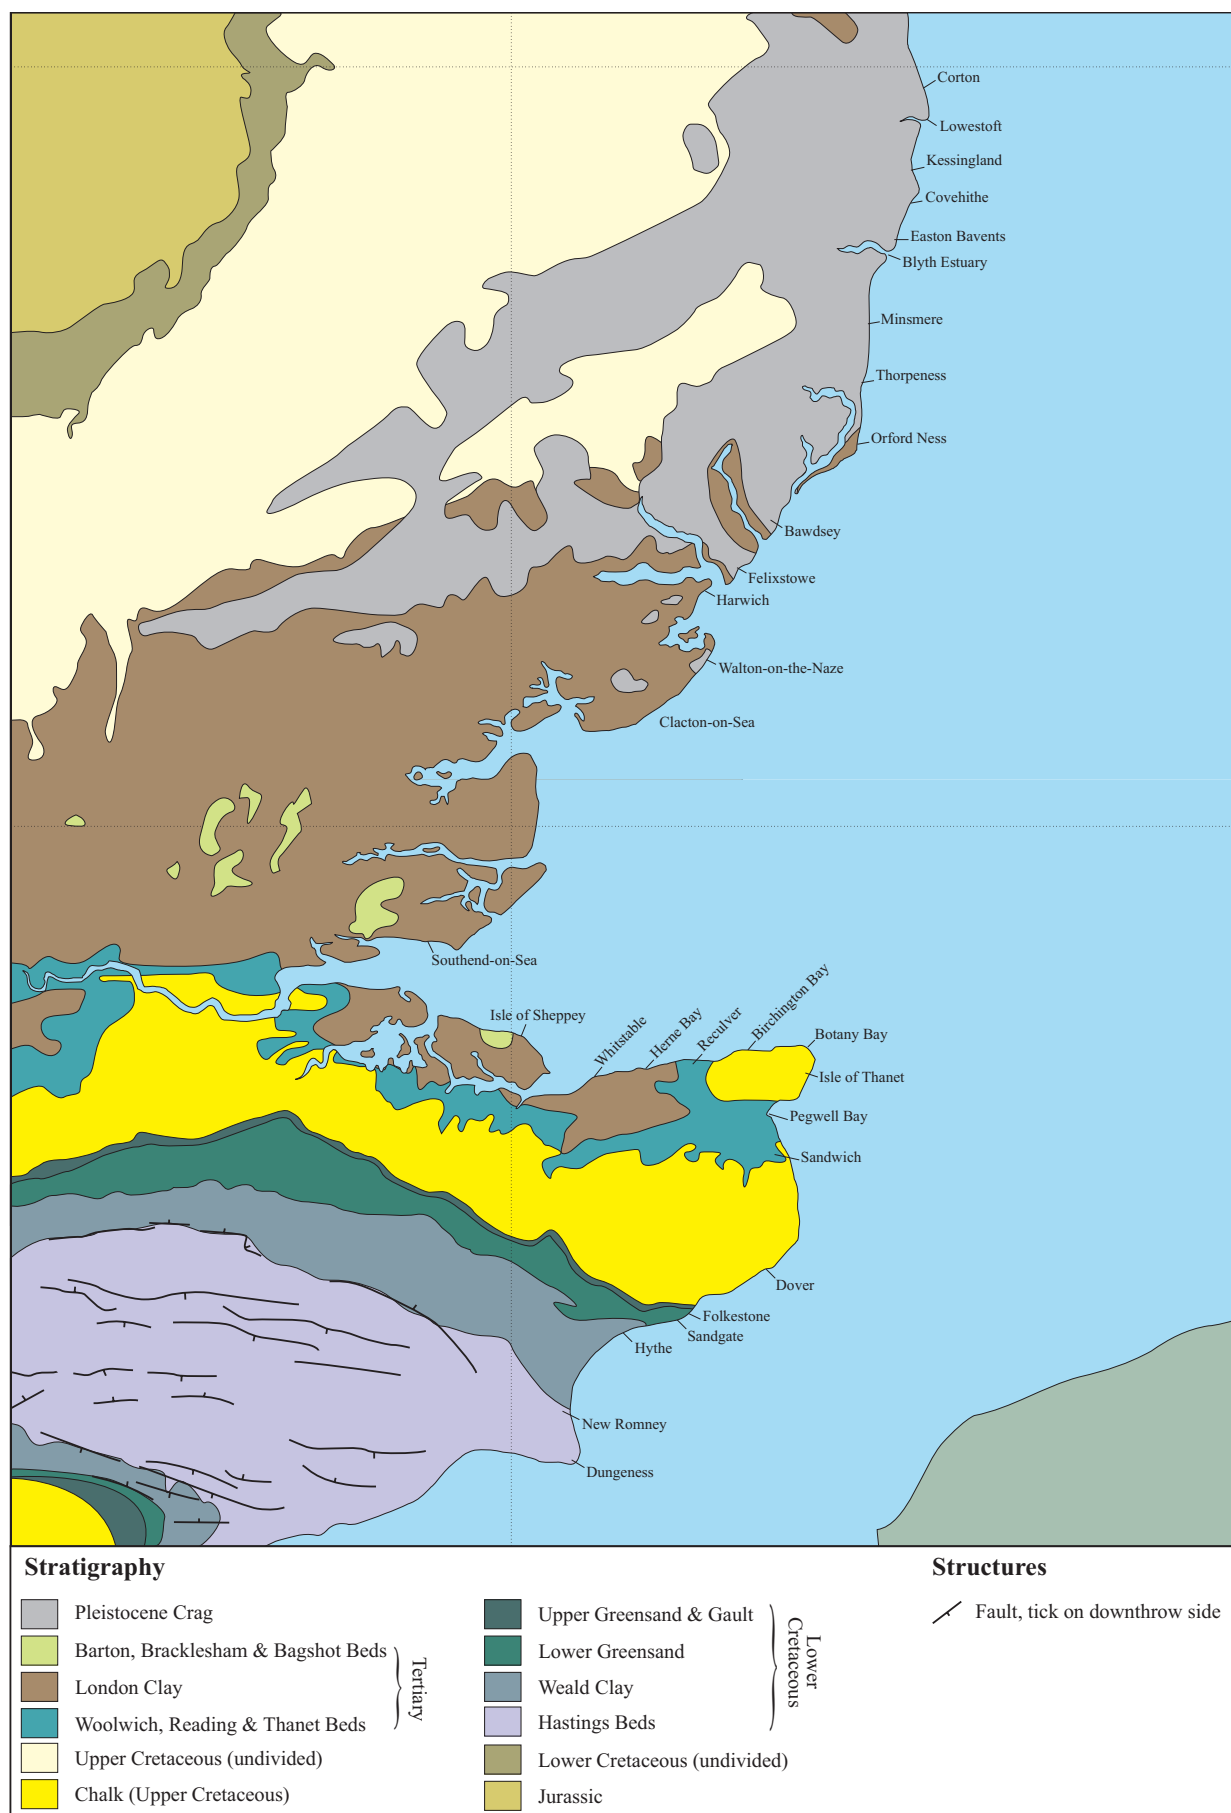 Corton
Lowestoft
Kessingland
Covehithe
Easton Bavents
Blyth Estuary
Minsmere
Thorpeness
Orford Ness
Bawdsey
Felixstowe
Harwich
Walton-on-the-Naze
Clacton-on-Sea
Southend-on-Sea
Isle of Sheppey
Whitstable
Herne Bay
Reculver
Birchington Bay
Botany Bay
Isle of Thanet
Pegwell Bay
Sandwich
Dover
Folkestone
Sandgate
Hythe
New Romney
Dungeness
Stratigraphy
Pleistocene Crag
Barton, Bracklesham & Bagshot Beds
London Clay
Woolwich, Reading & Thanet Beds
Tertiary
Upper Cretaceous (undivided)
Chalk (Upper Cretaceous)
Upper Greensand & Gault
Lower Greensand
Weald Clay
Hastings Beds
Lower
Cretaceous
Lower Cretaceous (undivided)
Jurassic
Structures
Fault, tick on downthrow side